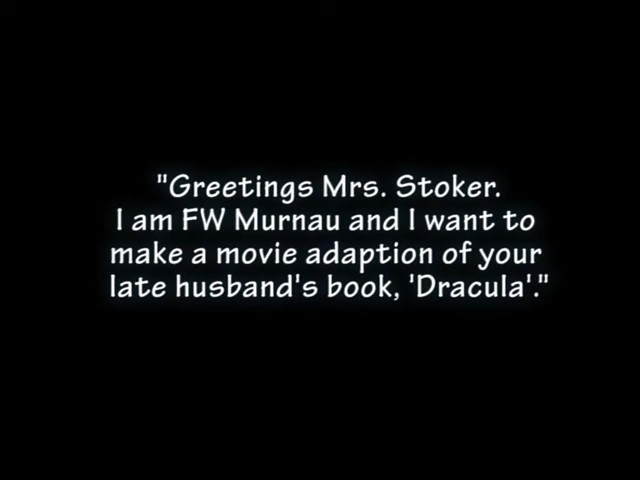 "Greetings Mrs. Stoker.
I am FW Murnau and I want to
make a movie adaption of your
late husband's book, 'Dracula'."